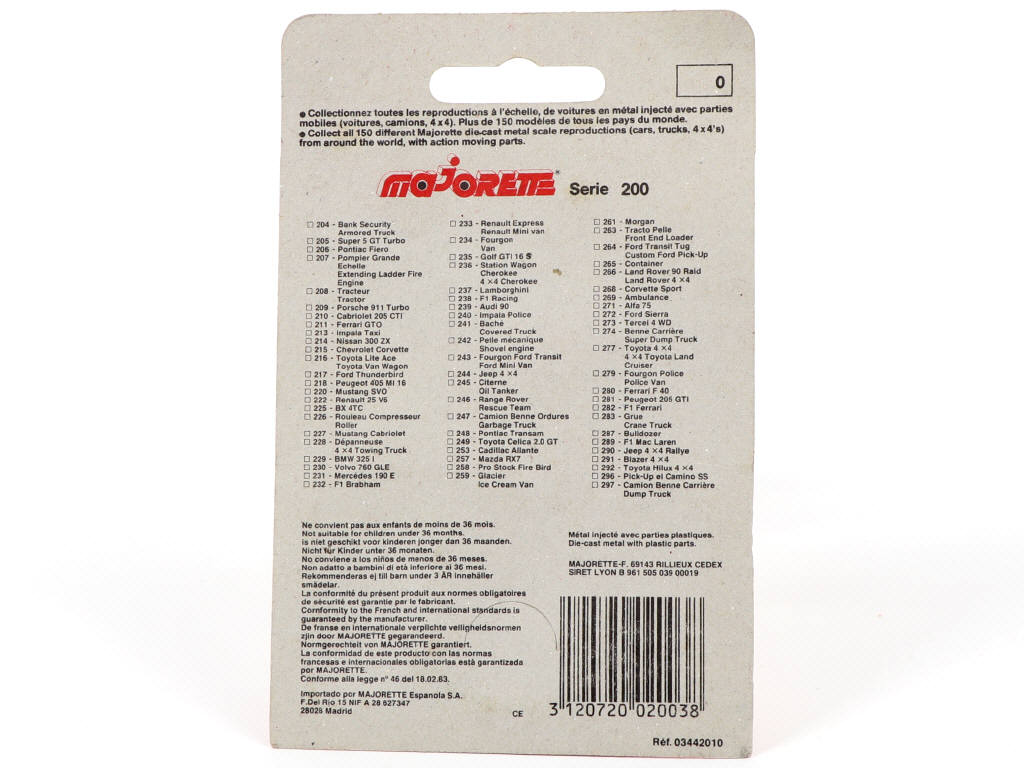 0
● Collectionnez toutes les reproductions à l'échelle, de voitures en métal injecté avec parties
mobiles (voitures, camions, 4 x 4). Plus de 150 modèles de tous les pays du monde.
● Collect all 150 different Majorette die-cast metal scale reproductions (cars, trucks, 4 x 4's)
from around the world, with action moving parts.
MAJORETTE Serie 200
204 - Bank Security
Armored Truck
205 - Super 5 GT Turbo
206 - Pontiac Fiero
207 - Pompier Grande
Echelle
Extending Ladder Fire
Engine
208 - Tracteur
Tractor
209 - Porsche 911 Turbo
210 - Cabriolet 205 CTI
211 - Ferrari GTO
213 - Impala Taxi
214 - Nissan 300 ZX
215 - Chevrolet Corvette
216 - Toyota Lite Ace
Toyota Van Wagon
217 - Ford Thunderbird
218 - Peugeot 405 MI 16
220 - Mustang SVO
222 - Renault 25 V6
225 - BX 4TC
226 - Rouleau Compresseur
Roller
227 - Mustang Cabriolet
228 - Dépanneuse
4 x 4 Towing Truck
229 - BMW 325 I
230 - Volvo 760 GLE
231 - Mercédès 190 E
232 - F1 Brabham
233 - Renault Express
Renault Mini van
234 - Fourgon
Van
235 - Golf GTI 16 S
236 - Station Wagon
Cherokee
4 x 4 Cherokee
237 - Lamborghini
238 - F1 Racing
239 - Audi 90
240 - Impala Police
241 - Baché
Covered Truck
242 - Pelle mécanique
Shovel engine
243 - Fourgon Ford Transit
Ford Mini Van
244 - Jeep 4 x 4
245 - Citerne
Oil Tanker
246 - Range Rover
Rescue Team
247 - Camion Benne Ordures
Garbage Truck
248 - Pontiac Transam
249 - Toyota Celica 2.0 GT
253 - Cadillac Allante
257 - Mazda RX7
258 - Pro Stock Fire Bird
259 - Glacier
Ice Cream Van
261 - Morgan
263 - Tracto Pelle
Front End Loader
264 - Ford Transit Tug
Custom Ford Pick-Up
265 - Container
266 - Land Rover 90 Raid
Land Rover 4 x 4
268 - Corvette Sport
269 - Ambulance
271 - Alfa 75
272 - Ford Sierra
273 - Tercel 4 WD
274 - Benne Carrière
Super Dump Truck
277 - Toyota 4 x 4
4 x 4 Toyota Land
Cruiser
279 - Fourgon Police
Police Van
280 - Ferrari F 40
281 - Peugeot 205 GTI
282 - F1 Ferrari
283 - Grue
Crane Truck
287 - Bulldozer
289 - F1 Mac Laren
290 - Jeep 4 x 4 Rallye
291 - Blazer 4 x 4
292 - Toyota Hilux 4 x 4
296 - Pick-Up el Camino SS
297 - Camion Benne Carrière
Dump Truck
Ne convient pas aux enfants de moins de 36 mois.
Not suitable for children under 36 months.
is niet geschikt voor kinderen jonger dan 36 maanden.
Nicht für Kinder unter 36 monaten.
No conviene a los niños de menos de 36 meses.
Non adatto a bambini di età inferiore ai 36 mesi.
Rekommenderas ej till barn under 3 ÅR innehåller
smådelar.
La conformité du présent produit aux normes obligatoires
de sécurité est garantie par le fabricant.
Cornformity to the French and international standards is
guaranteed by the manufacturer.
De franse en internationale verplichte veiligheidsnormen
zijn door MAJORETTE gegarandeerd.
Normgerechteit von MAJORETTE garantiert.
La conformidad de este producto con las normas
francesas e internacionales obligatorias está garantizada
por MAJORETTE.
Conforme alla legge n° 46 del 18.02.83.
Importado por MAJORETTE Espanola S.A.
F.Del Rio 15 NIF A 28 627347
28028 Madrid
Métal injecté avec parties plastiques.
Die-cast metal with plastic parts.
MAJORETTE-F. 69143 RILLIEUX CEDEX
SIRET LYON B 961 505 039 00019
CE
3 120720 020038
Réf. 03442010